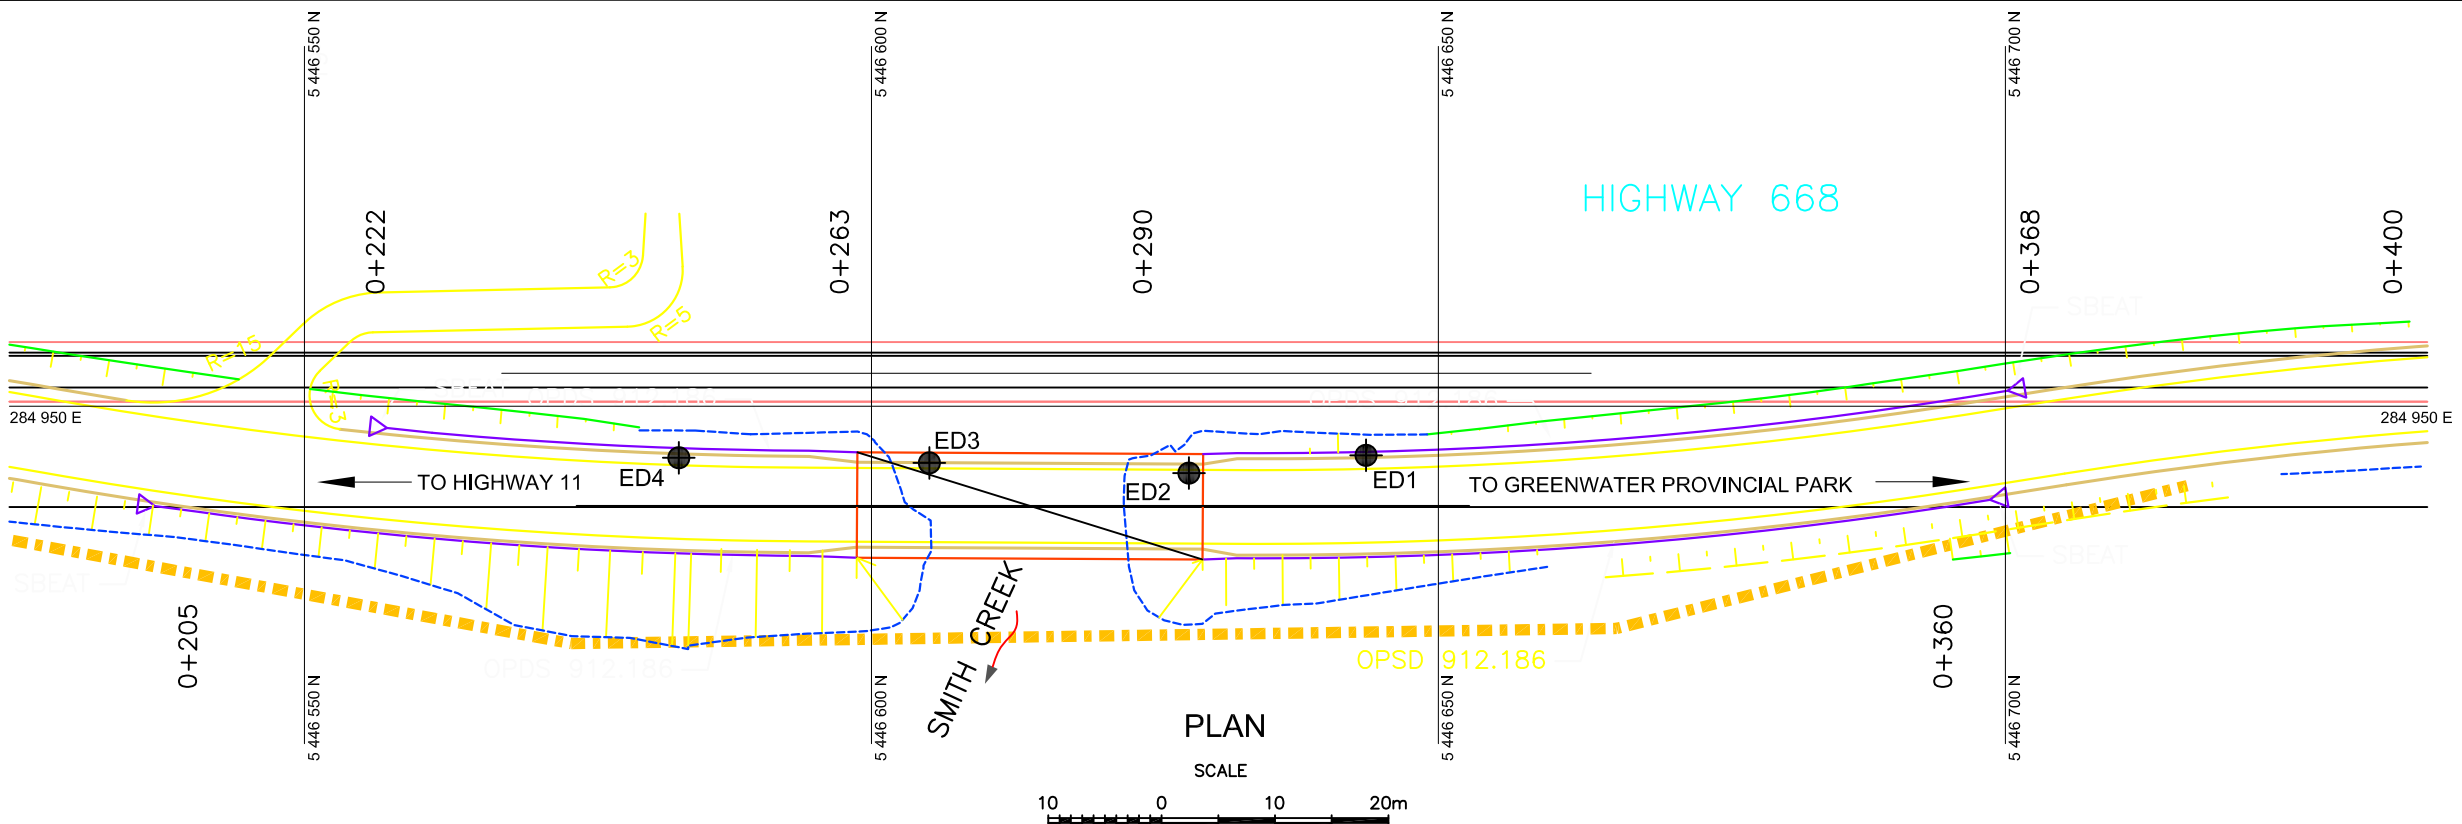 5 446 550 N
5 446 600 N
5 446 650 N
5 446 700 N
HIGHWAY 668
0+222
0+263
0+290
0+368
0+400
R=3
R=5
R=15
R=3
SBEAT
284 950 E
284 950 E
ED3
ED4
ED2
ED1
TO HIGHWAY 11
TO GREENWATER PROVINCIAL PARK
SBEAT
SBEAT
0+205
0+360
OPDS 912.186
OPSD 912.186
SMITH CREEK
5 446 550 N
5 446 600 N
5 446 650 N
5 446 700 N
PLAN
SCALE
10 0 10 20m